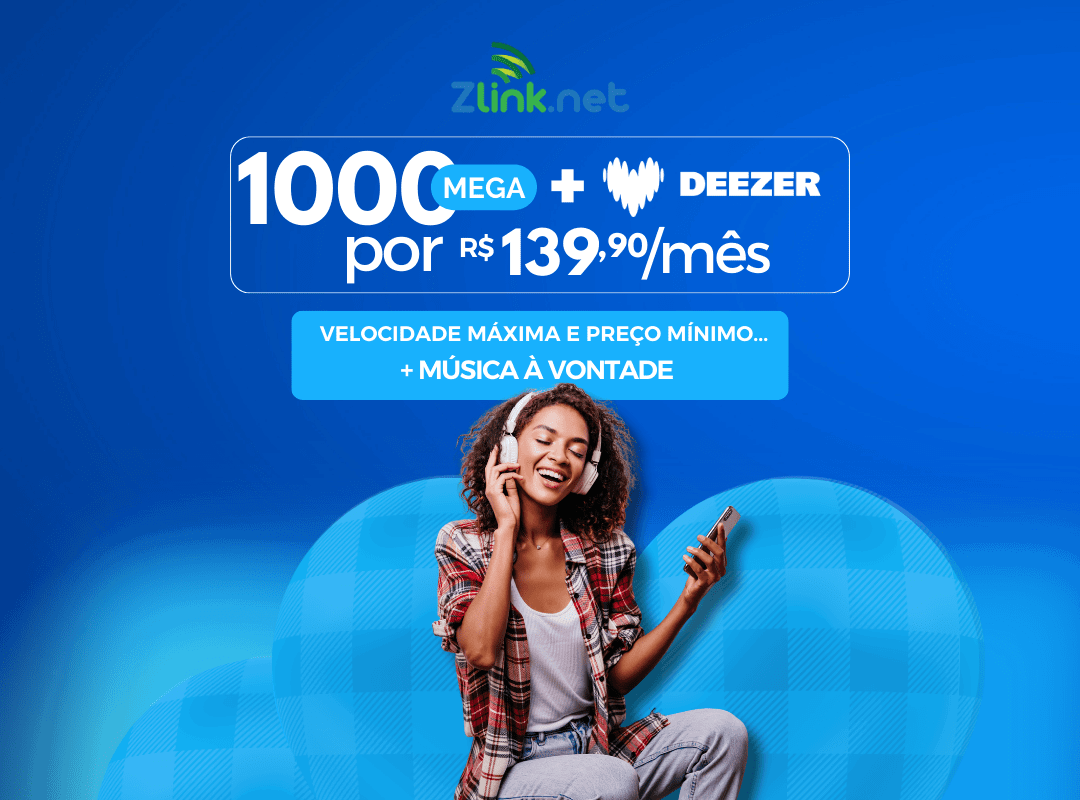 Zlink.net
1000 MEGA + DEEZER
por R$ 139,90/mês
VELOCIDADE MÁXIMA E PREÇO MÍNIMO...
+ MÚSICA À VONTADE